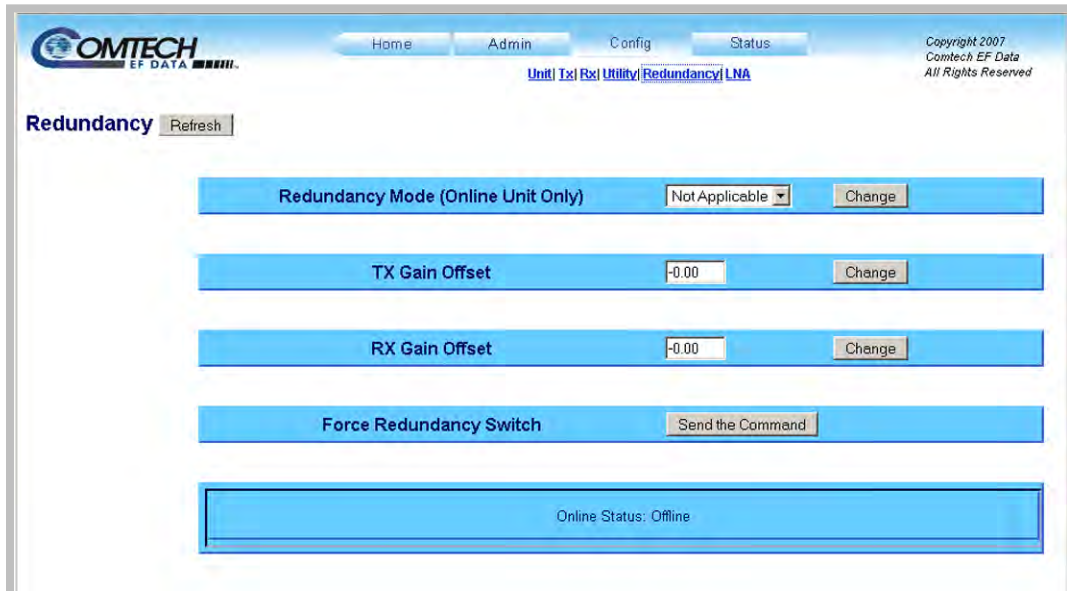 COMTECH
EF DATA
Home Admin Config Status
Unit| Tx| Rx| Utility| Redundancy| LNA
Copyright 2007
Comtech EF Data
All Rights Reserved
Redundancy Refresh
Redundancy Mode (Online Unit Only) Not Applicable Change
TX Gain Offset -0.00 Change
RX Gain Offset -0.00 Change
Force Redundancy Switch Send the Command
Online Status: Offline